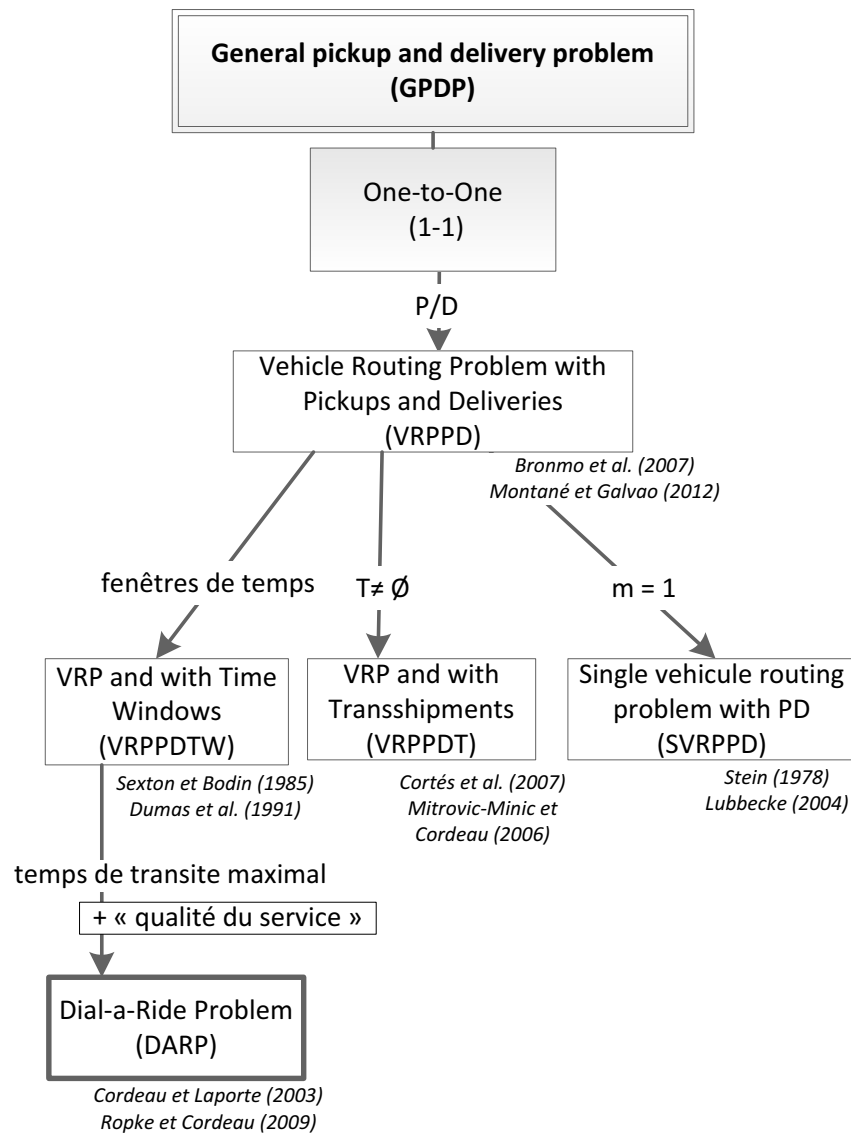 General pickup and delivery problem
(GPDP)
One-to-One
(1-1)
P/D
Vehicle Routing Problem with
Pickups and Deliveries
(VRPPD)
Bronmo et al. (2007)
Montané et Galvao (2012)
fenêtres de temps
T≠ Ø
m = 1
VRP and with Time
Windows
(VRPPDTW)
VRP and with
Transshipments
(VRPPDT)
Single vehicule routing
problem with PD
(SVRPPD)
Sexton et Bodin (1985)
Dumas et al. (1991)
Cortés et al. (2007)
Mitrovic-Minic et
Cordeau (2006)
Stein (1978)
Lubbecke (2004)
temps de transite maximal
+ « qualité du service »
Dial-a-Ride Problem
(DARP)
Cordeau et Laporte (2003)
Ropke et Cordeau (2009)